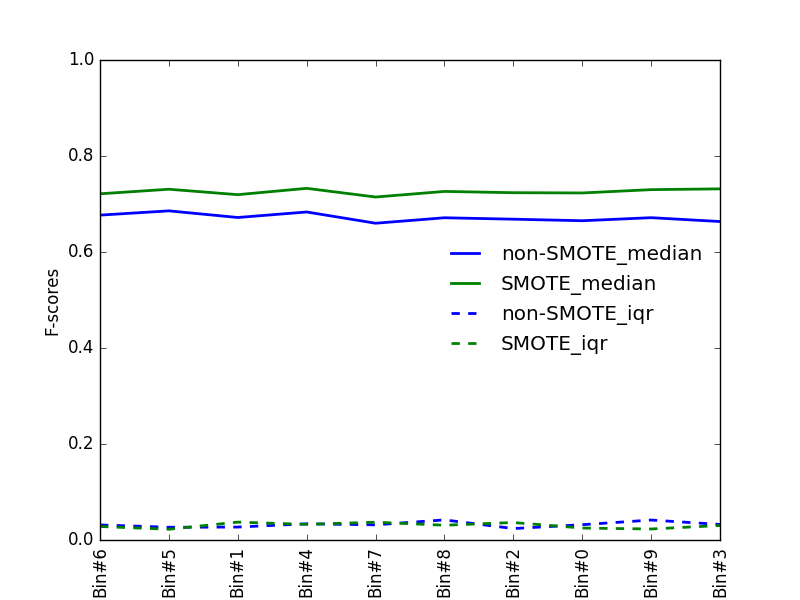 1.0
0.8
0.6
0.4
0.2
0.0
F-scores
non-SMOTE_median
SMOTE_median
non-SMOTE_iqr
SMOTE_iqr
Bin#6
Bin#5
Bin#1
Bin#4
Bin#7
Bin#8
Bin#2
Bin#0
Bin#9
Bin#3